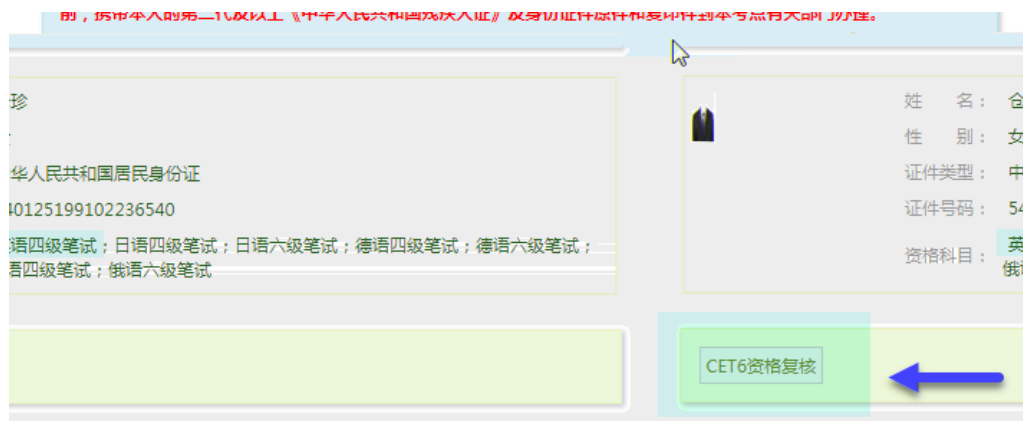 前，携带本人的第二代及以上《中华人民共和国残疾人证》及身份证件原件和复印件到本考点有关部门办理。
珍
华人民共和国居民身份证
40125199102236540
语四级笔试；日语四级笔试；日语六级笔试；德语四级笔试；德语六级笔试；
语四级笔试；俄语六级笔试
姓 名： 仓
性 别： 女
证件类型： 中
证件号码： 54
资格科目： 英
俄语
CET6资格复核